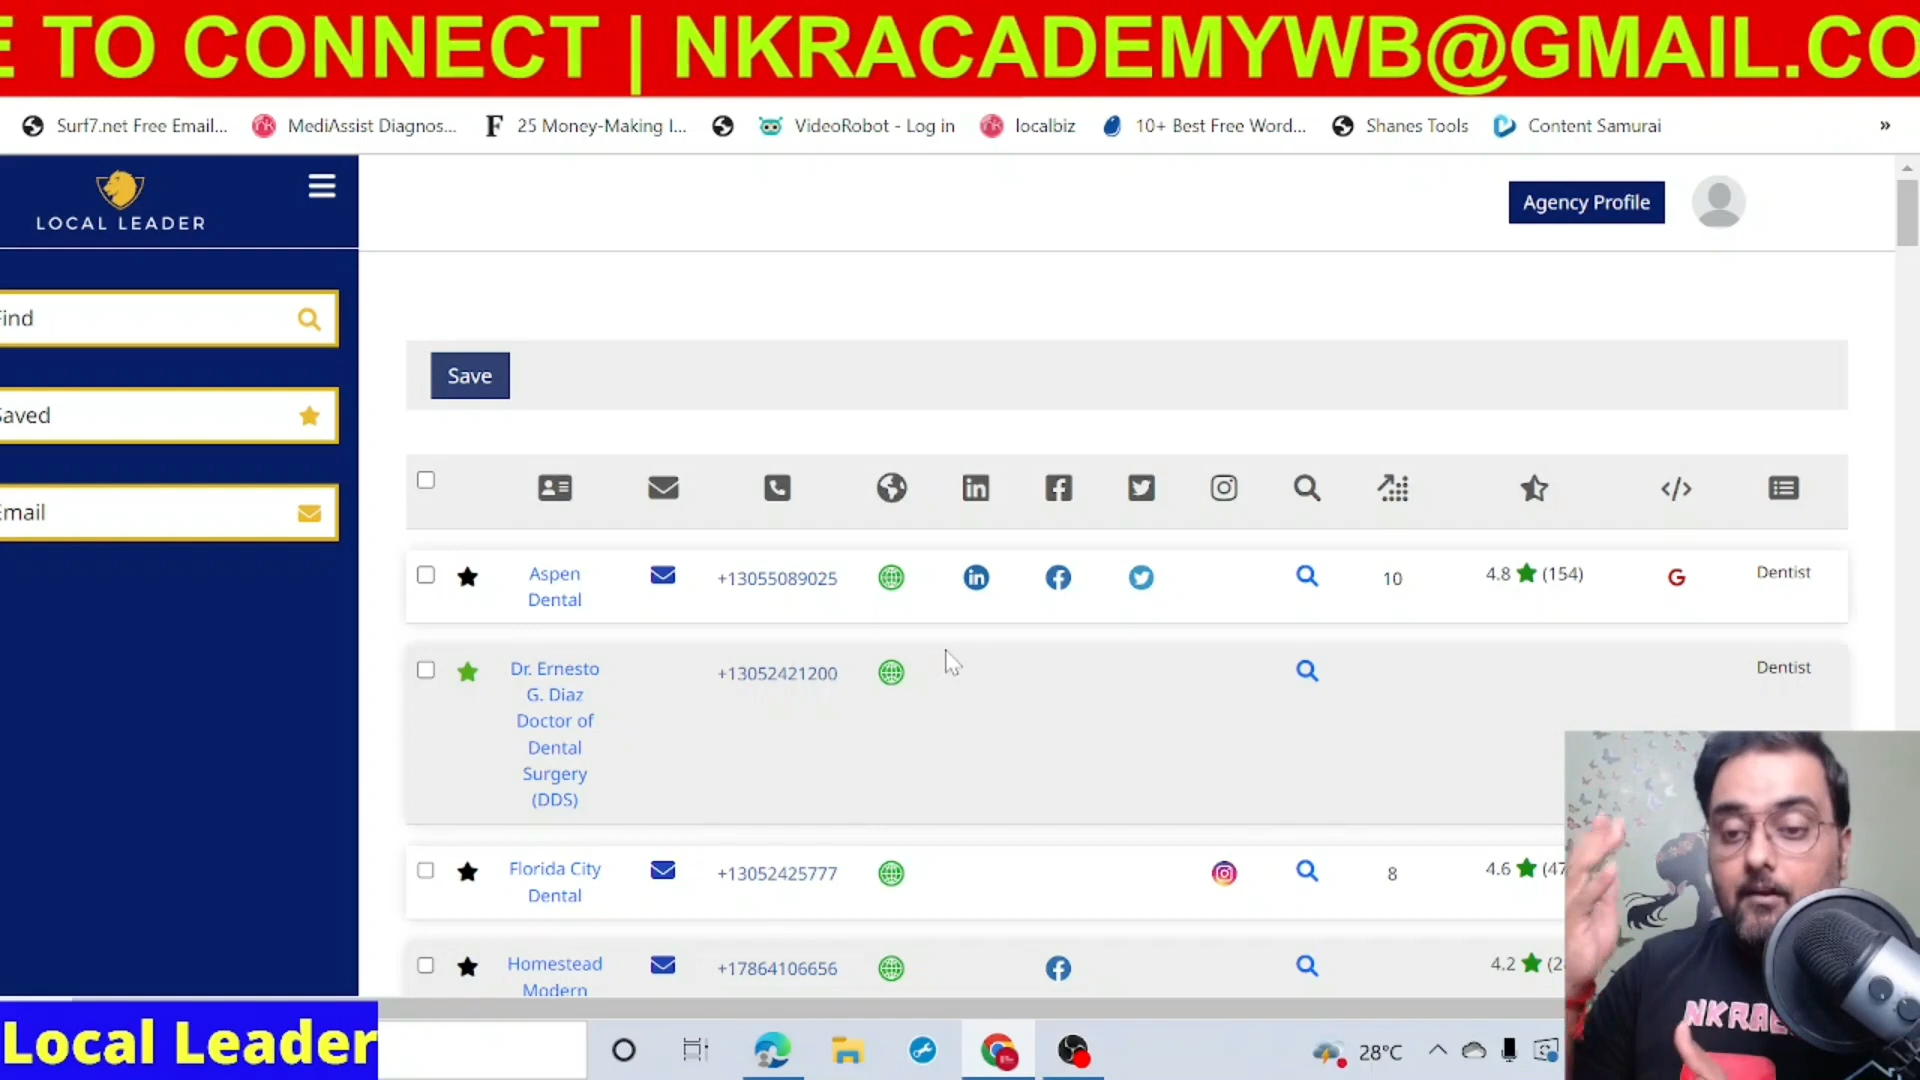 E TO CONNECT | NKRACADEMYWB@GMAIL.CO
Surf7.net Free Email... MediAssist Diagnos... 25 Money-Making I... VideoRobot - Log in localbiz 10+ Best Free Word... Shanes Tools Content Samurai »
LOCAL LEADER
Agency Profile
Find
Saved
Email
Save
Aspen
Dental
+13055089025
10
4.8 (154)
Dentist
Dr. Ernesto
G. Diaz
Doctor of
Dental
Surgery
(DDS)
+13052421200
Dentist
Florida City
Dental
+13052425777
8
4.6 (47
Homestead
Modern
+17864106656
4.2 (2
Local Leader
28°C
NKRAC